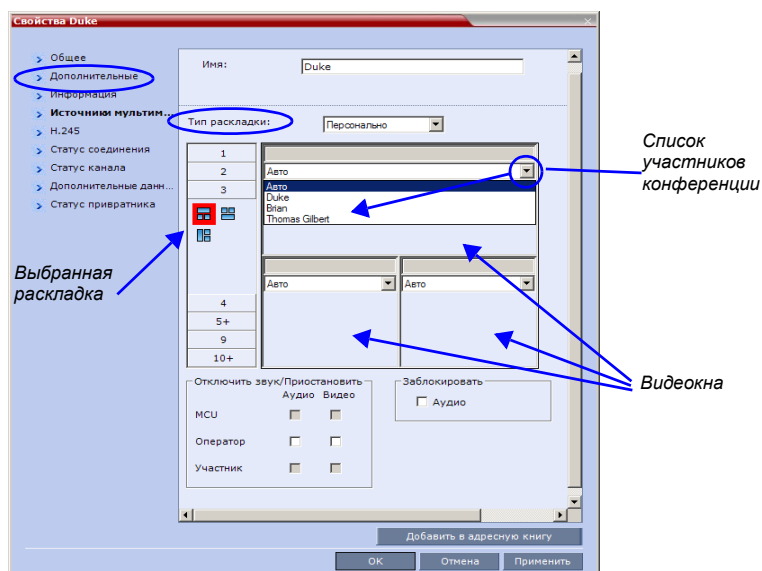 Свойства Duke
Общее
Дополнительные
Информация
Источники мультим...
H.245
Статус соединения
Статус канала
Дополнительные данн...
Статус привратника
Имя:
Duke
Тип раскладки:
Персонально
1
2
3
4
5+
9
10+
Авто
Авто
Duke
Brian
Thomas Gilbert
Авто
Авто
Список
участников
конференции
Выбранная
раскладка
Видеокна
Отключить звук/Приостановить
Аудио Видео
MCU
Оператор
Участник
Заблокировать
Аудио
Добавить в адресную книгу
OK
Отмена
Применить